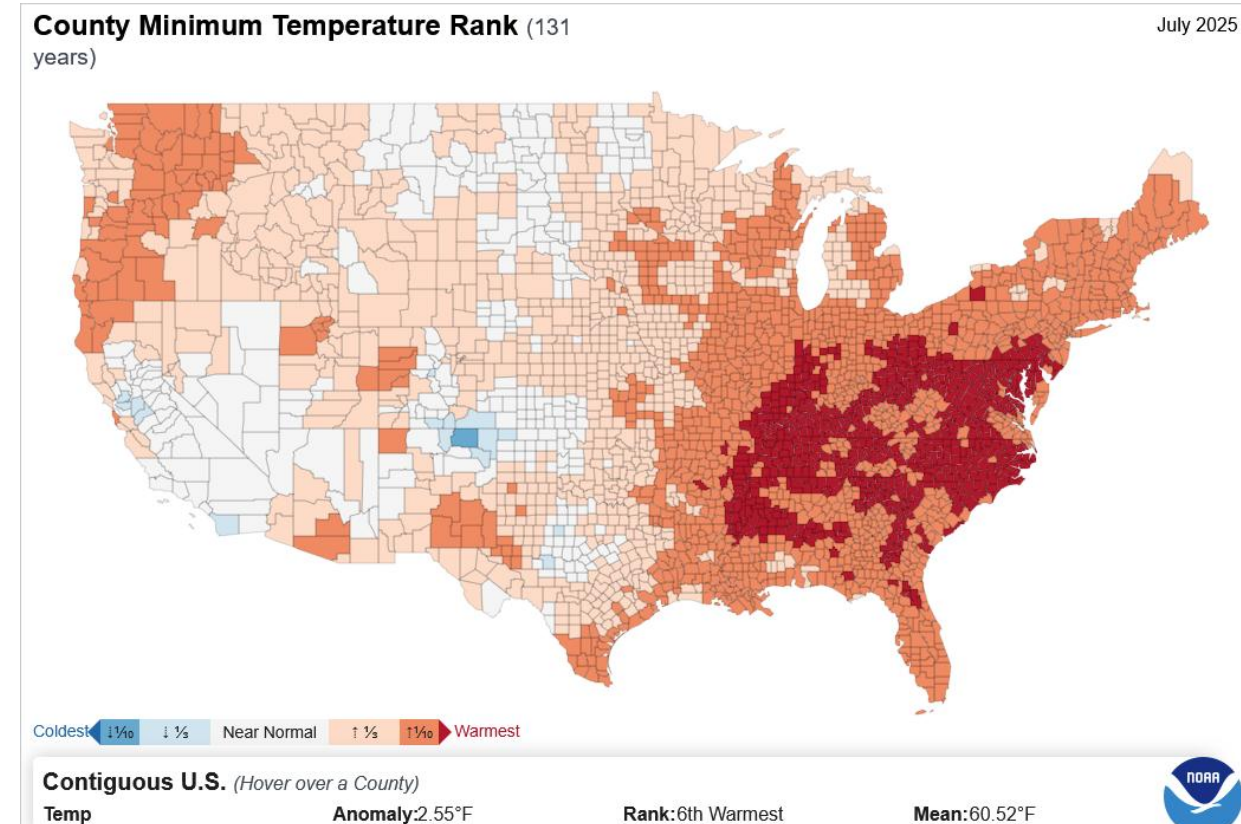 County Minimum Temperature Rank (131
years)
July 2025
Coldest ↓⅒ ↓ ⅓ Near Normal ↑ ⅓ ↑⅒ Warmest
Contiguous U.S. (Hover over a County)
NOAA
Temp Anomaly:2.55°F Rank:6th Warmest Mean:60.52°F